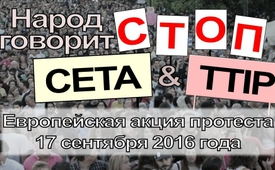 Народ
говорит СТОП
CETA & TTIP
Европейская акция протеста
17 сентября 2016 года